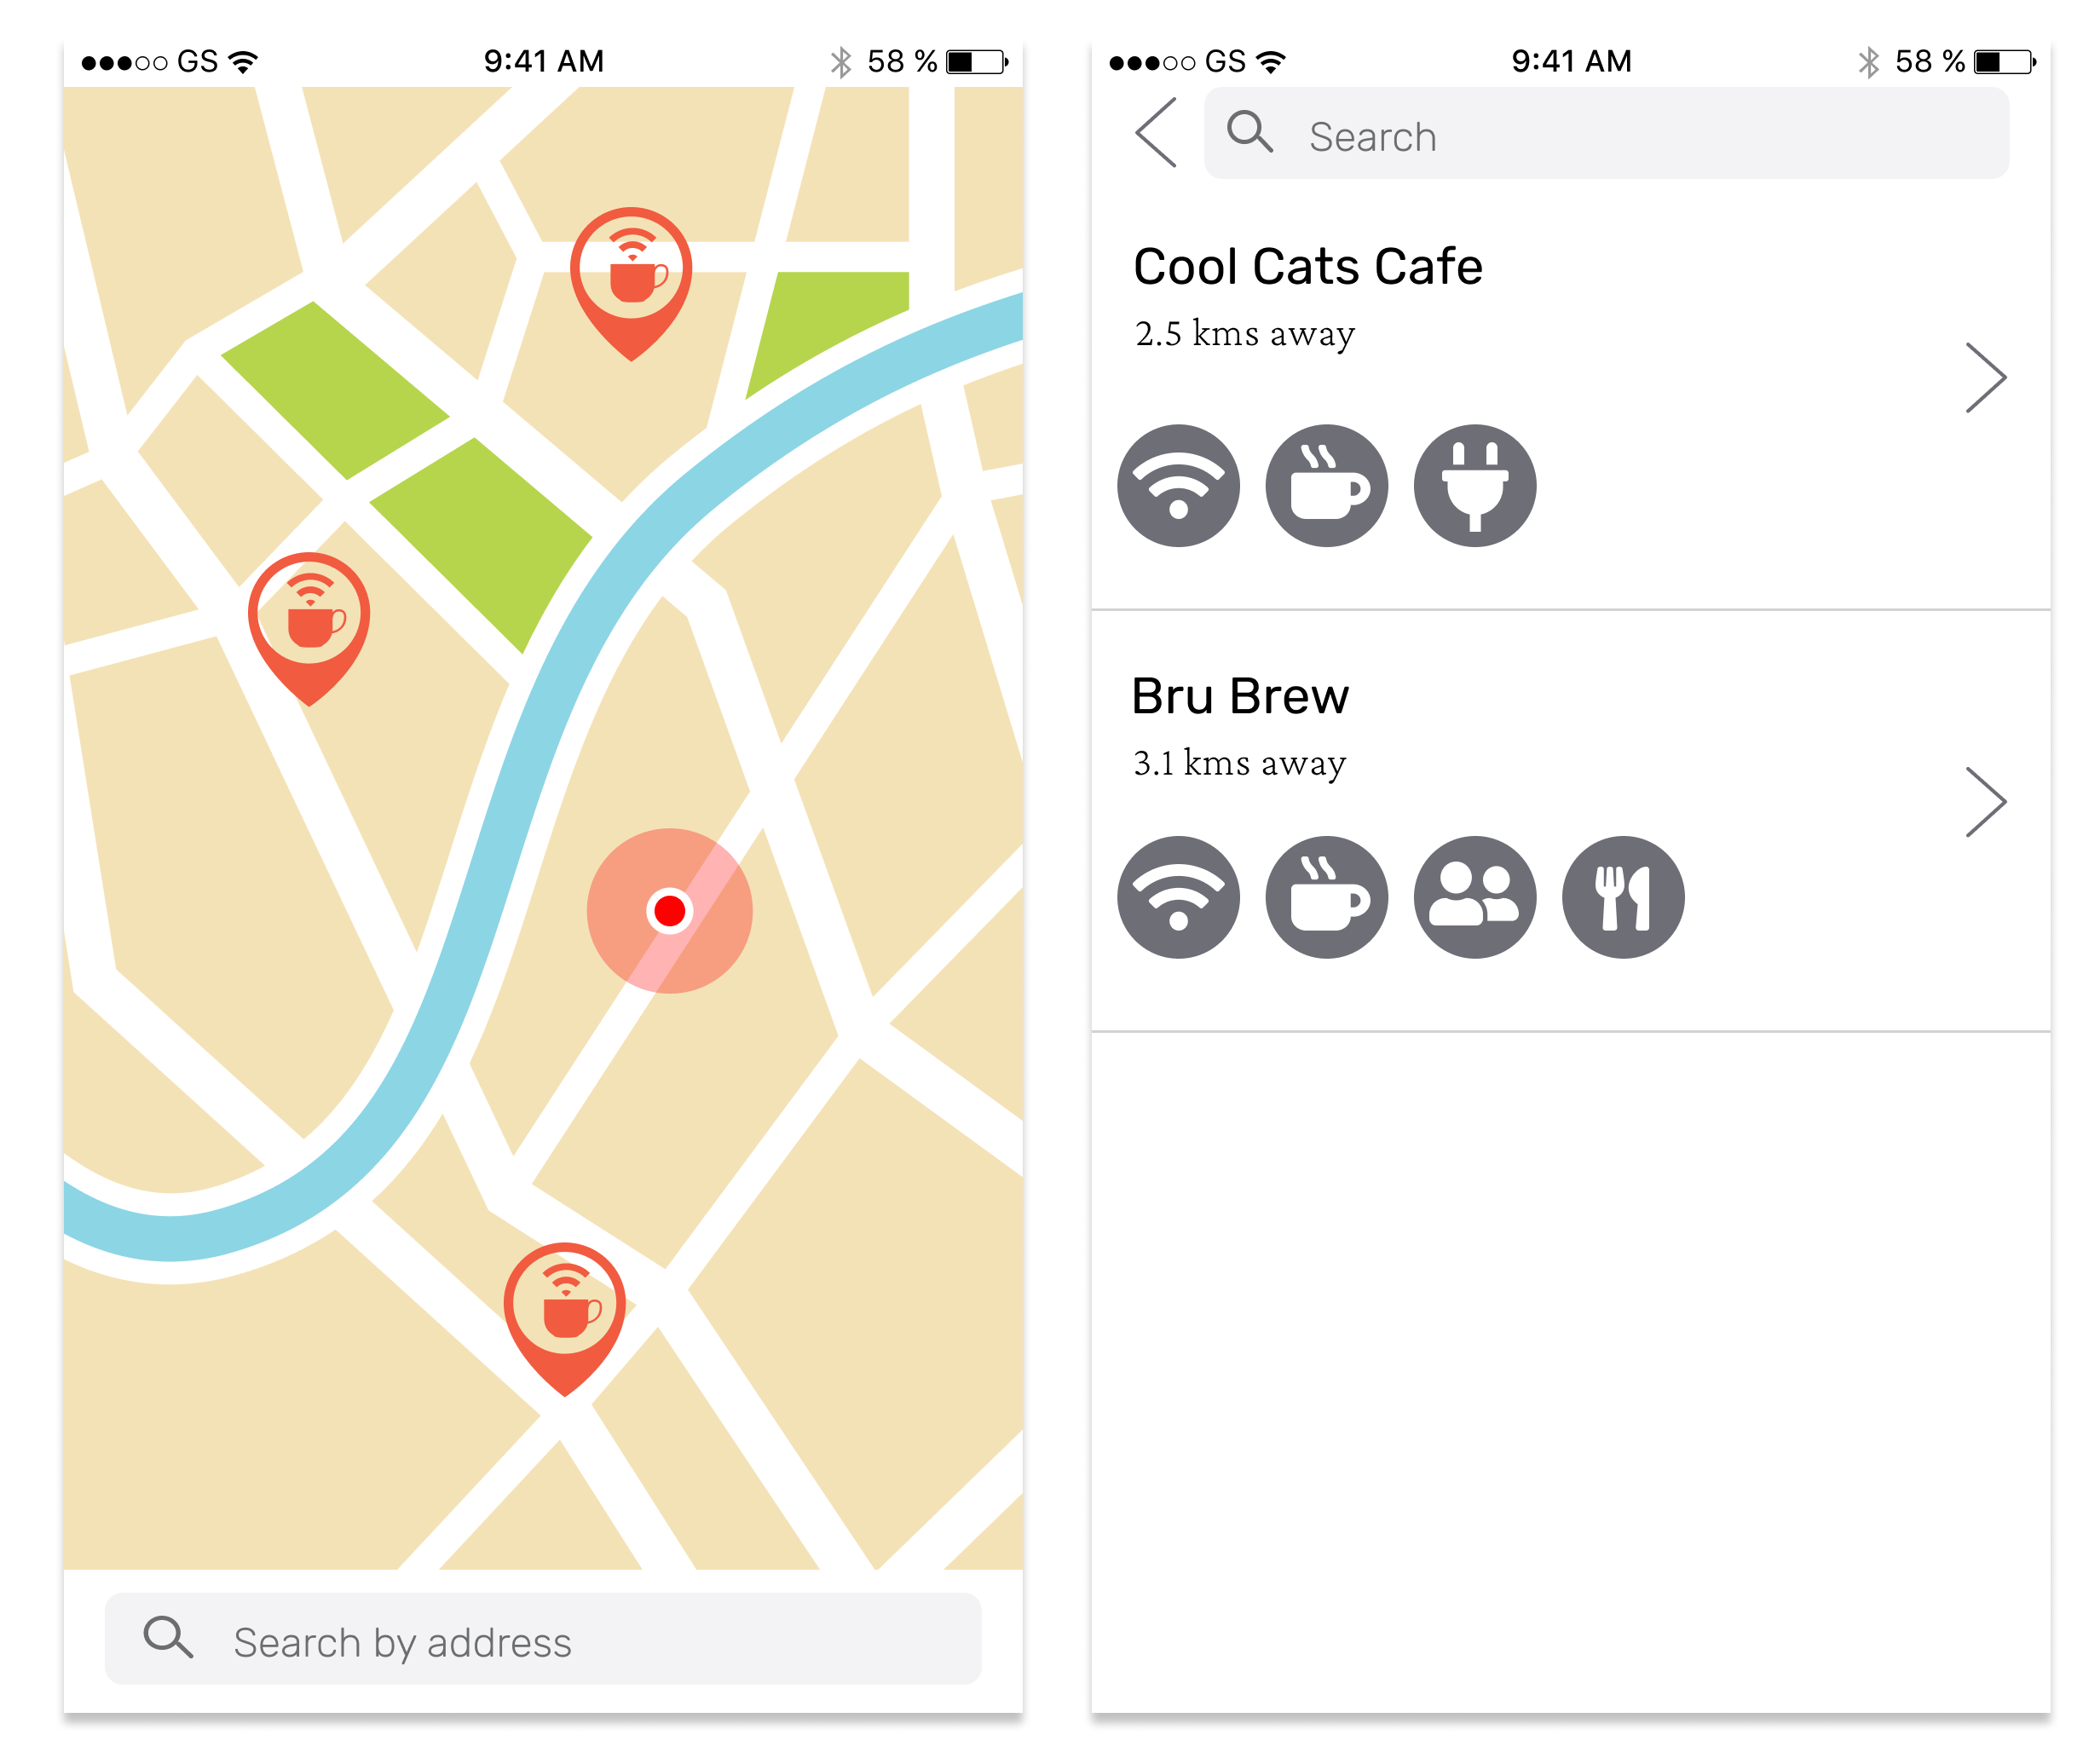 GS 9:41 AM 58 %
Search by address
GS 9:41 AM 58 %
Search
Cool Cats Cafe
2.5 kms away
Bru Brew
3.1 kms away